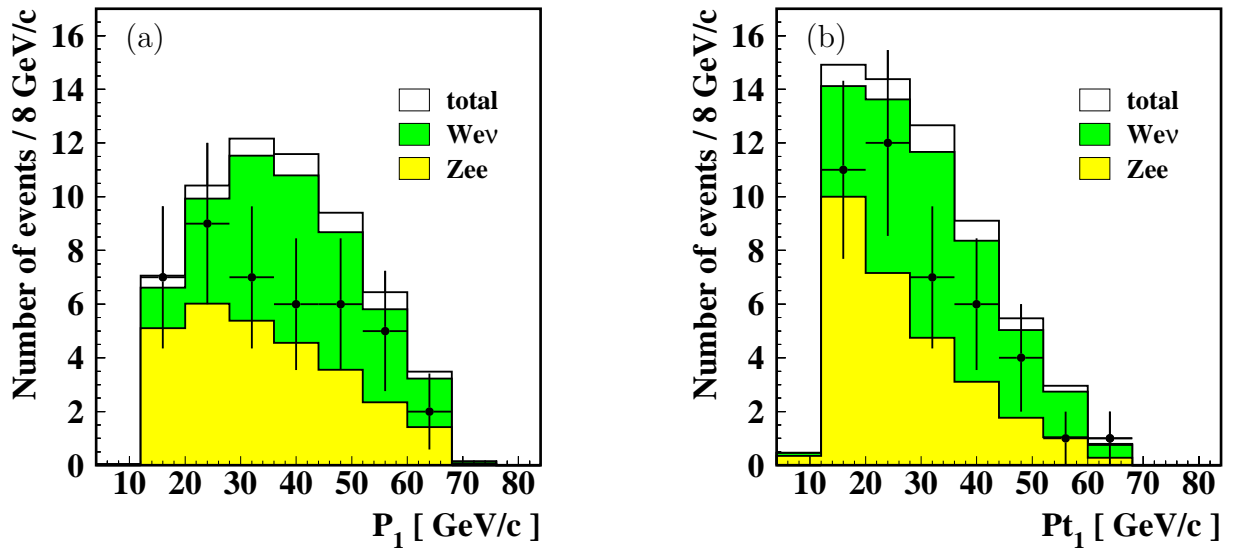 (a)
Number of events / 8 GeV/c
16
14
12
10
8
6
4
2
0
total
Weν
Zee
10 20 30 40 50 60 70 80
P1 [ GeV/c ]
(b)
Number of events / 8 GeV/c
16
14
12
10
8
6
4
2
0
total
Weν
Zee
10 20 30 40 50 60 70 80
Pt1 [ GeV/c ]